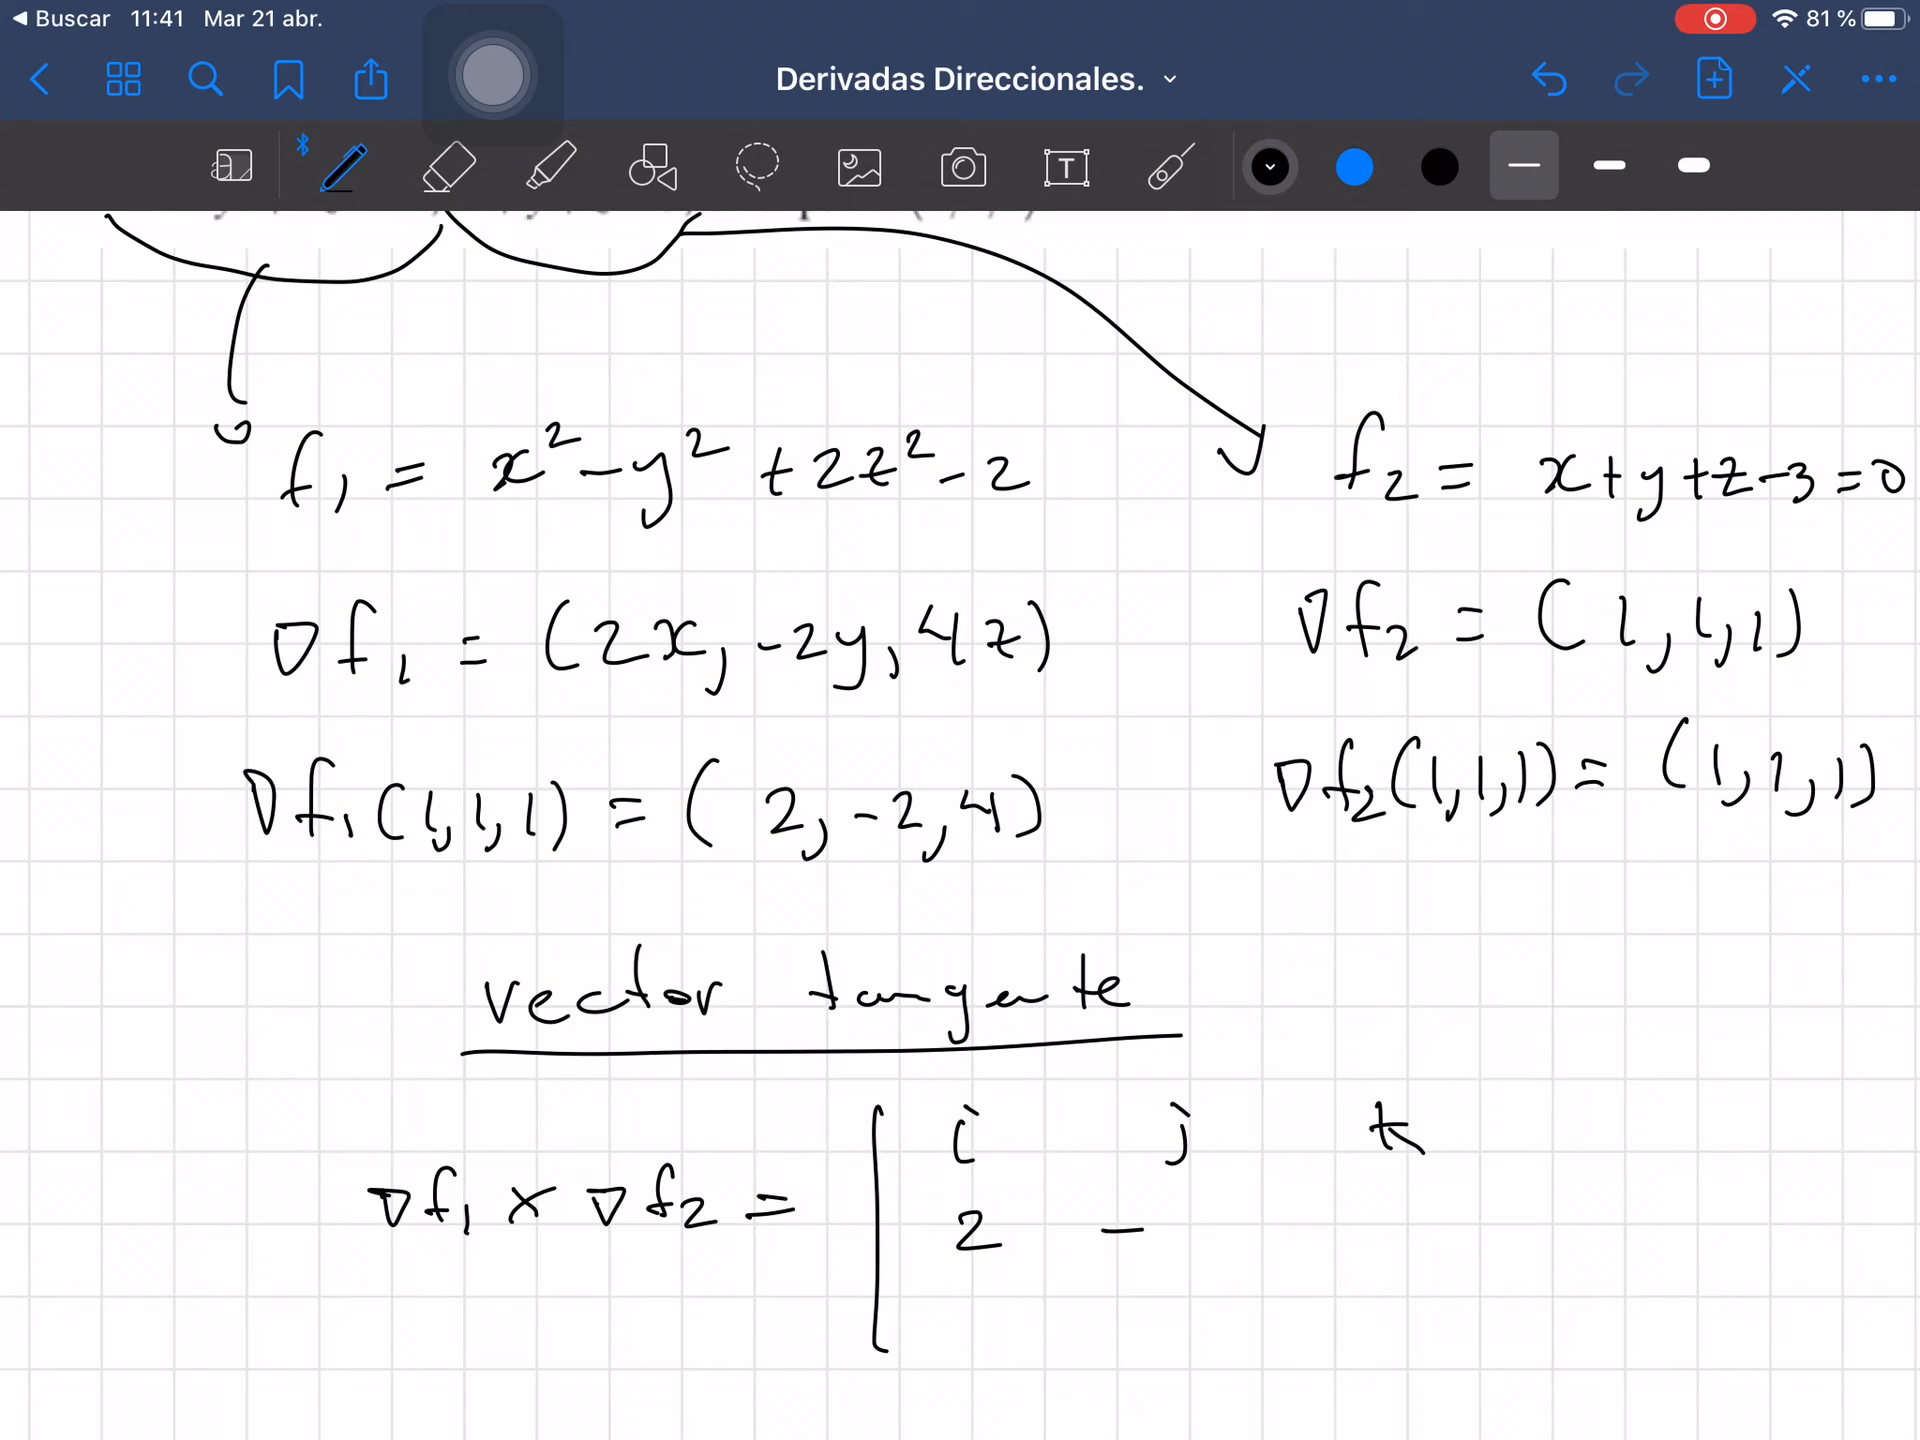 Buscar 11:41 Mar 21 abr. 81 %
Derivadas Direccionales.
T
f₁ = x² - y² + 2z² - 2
f₂ = x + y + z - 3 = 0
∇f₁ = (2x, -2y, 4z)
∇f₂ = (1, 1, 1)
∇f₁(1, 1, 1) = (2, -2, 4)
∇f₂(1, 1, 1) = (1, 1, 1)
vector tangente
i j k
∇f₁ × ∇f₂ = | 2 -